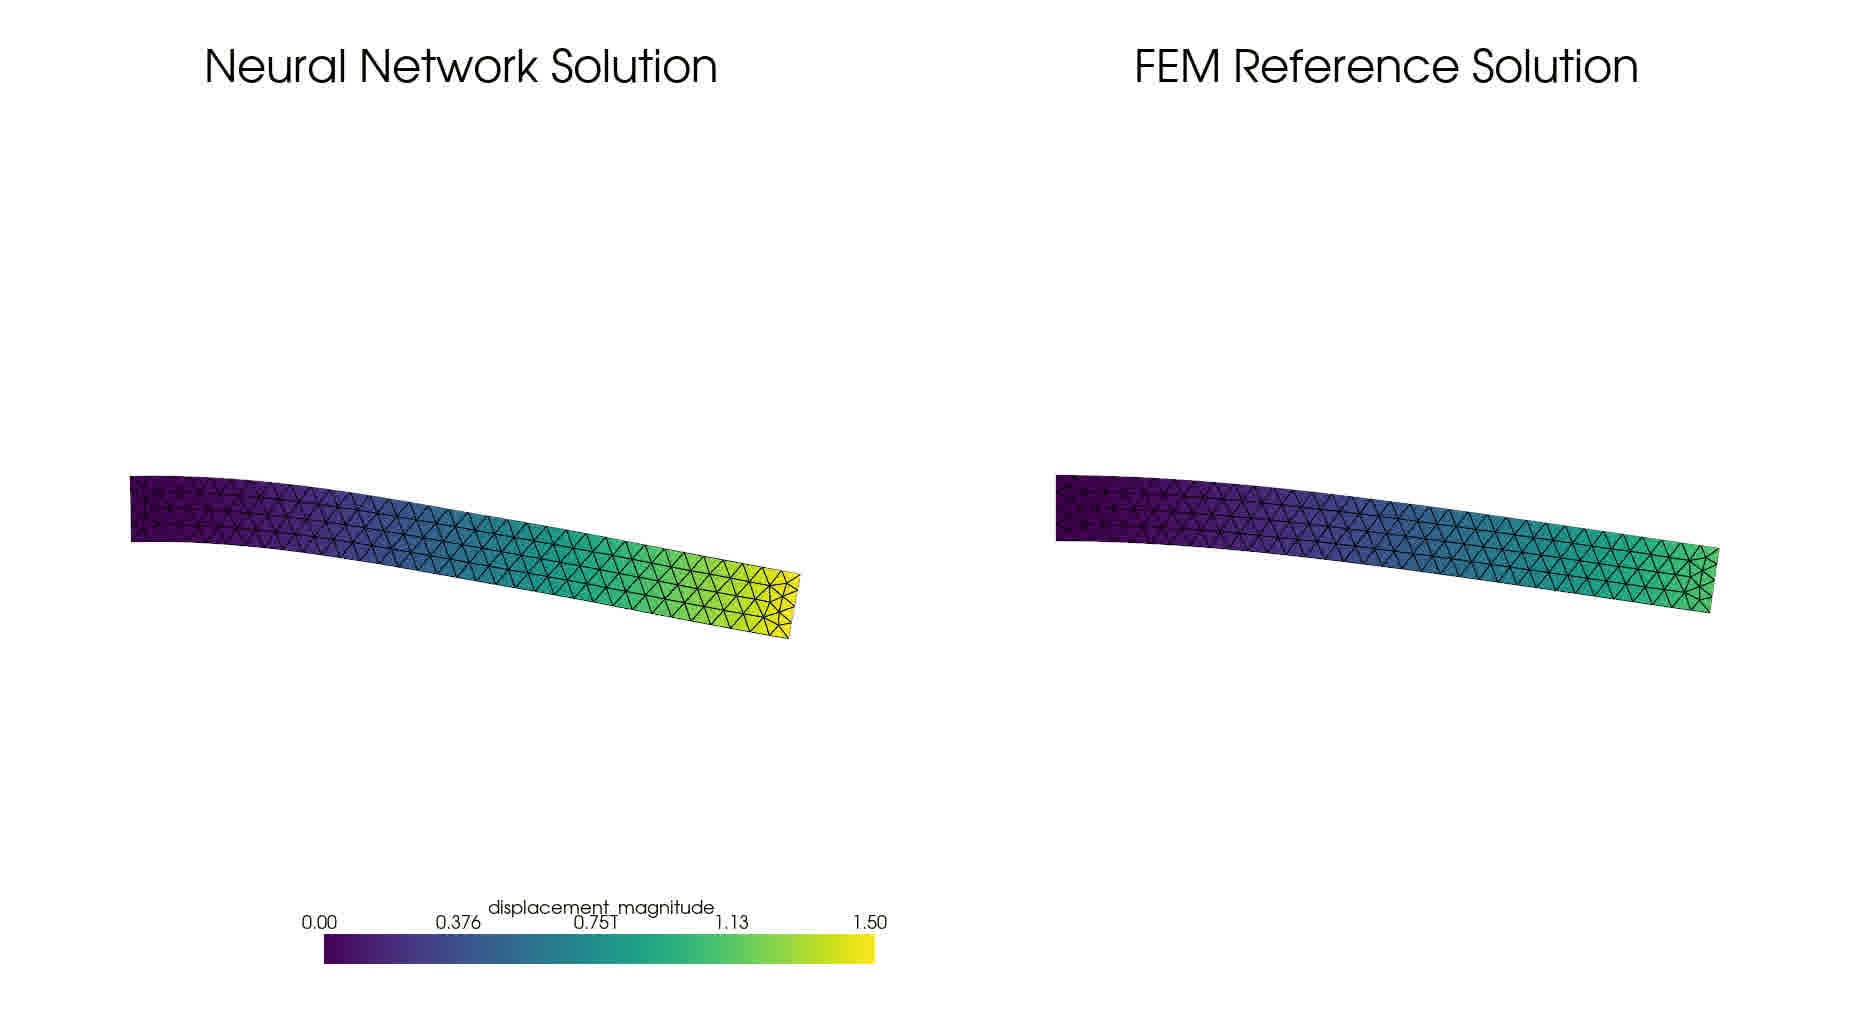 Neural Network Solution
FEM Reference Solution
displacement_magnitude
0.00 0.376 0.751 1.13 1.50